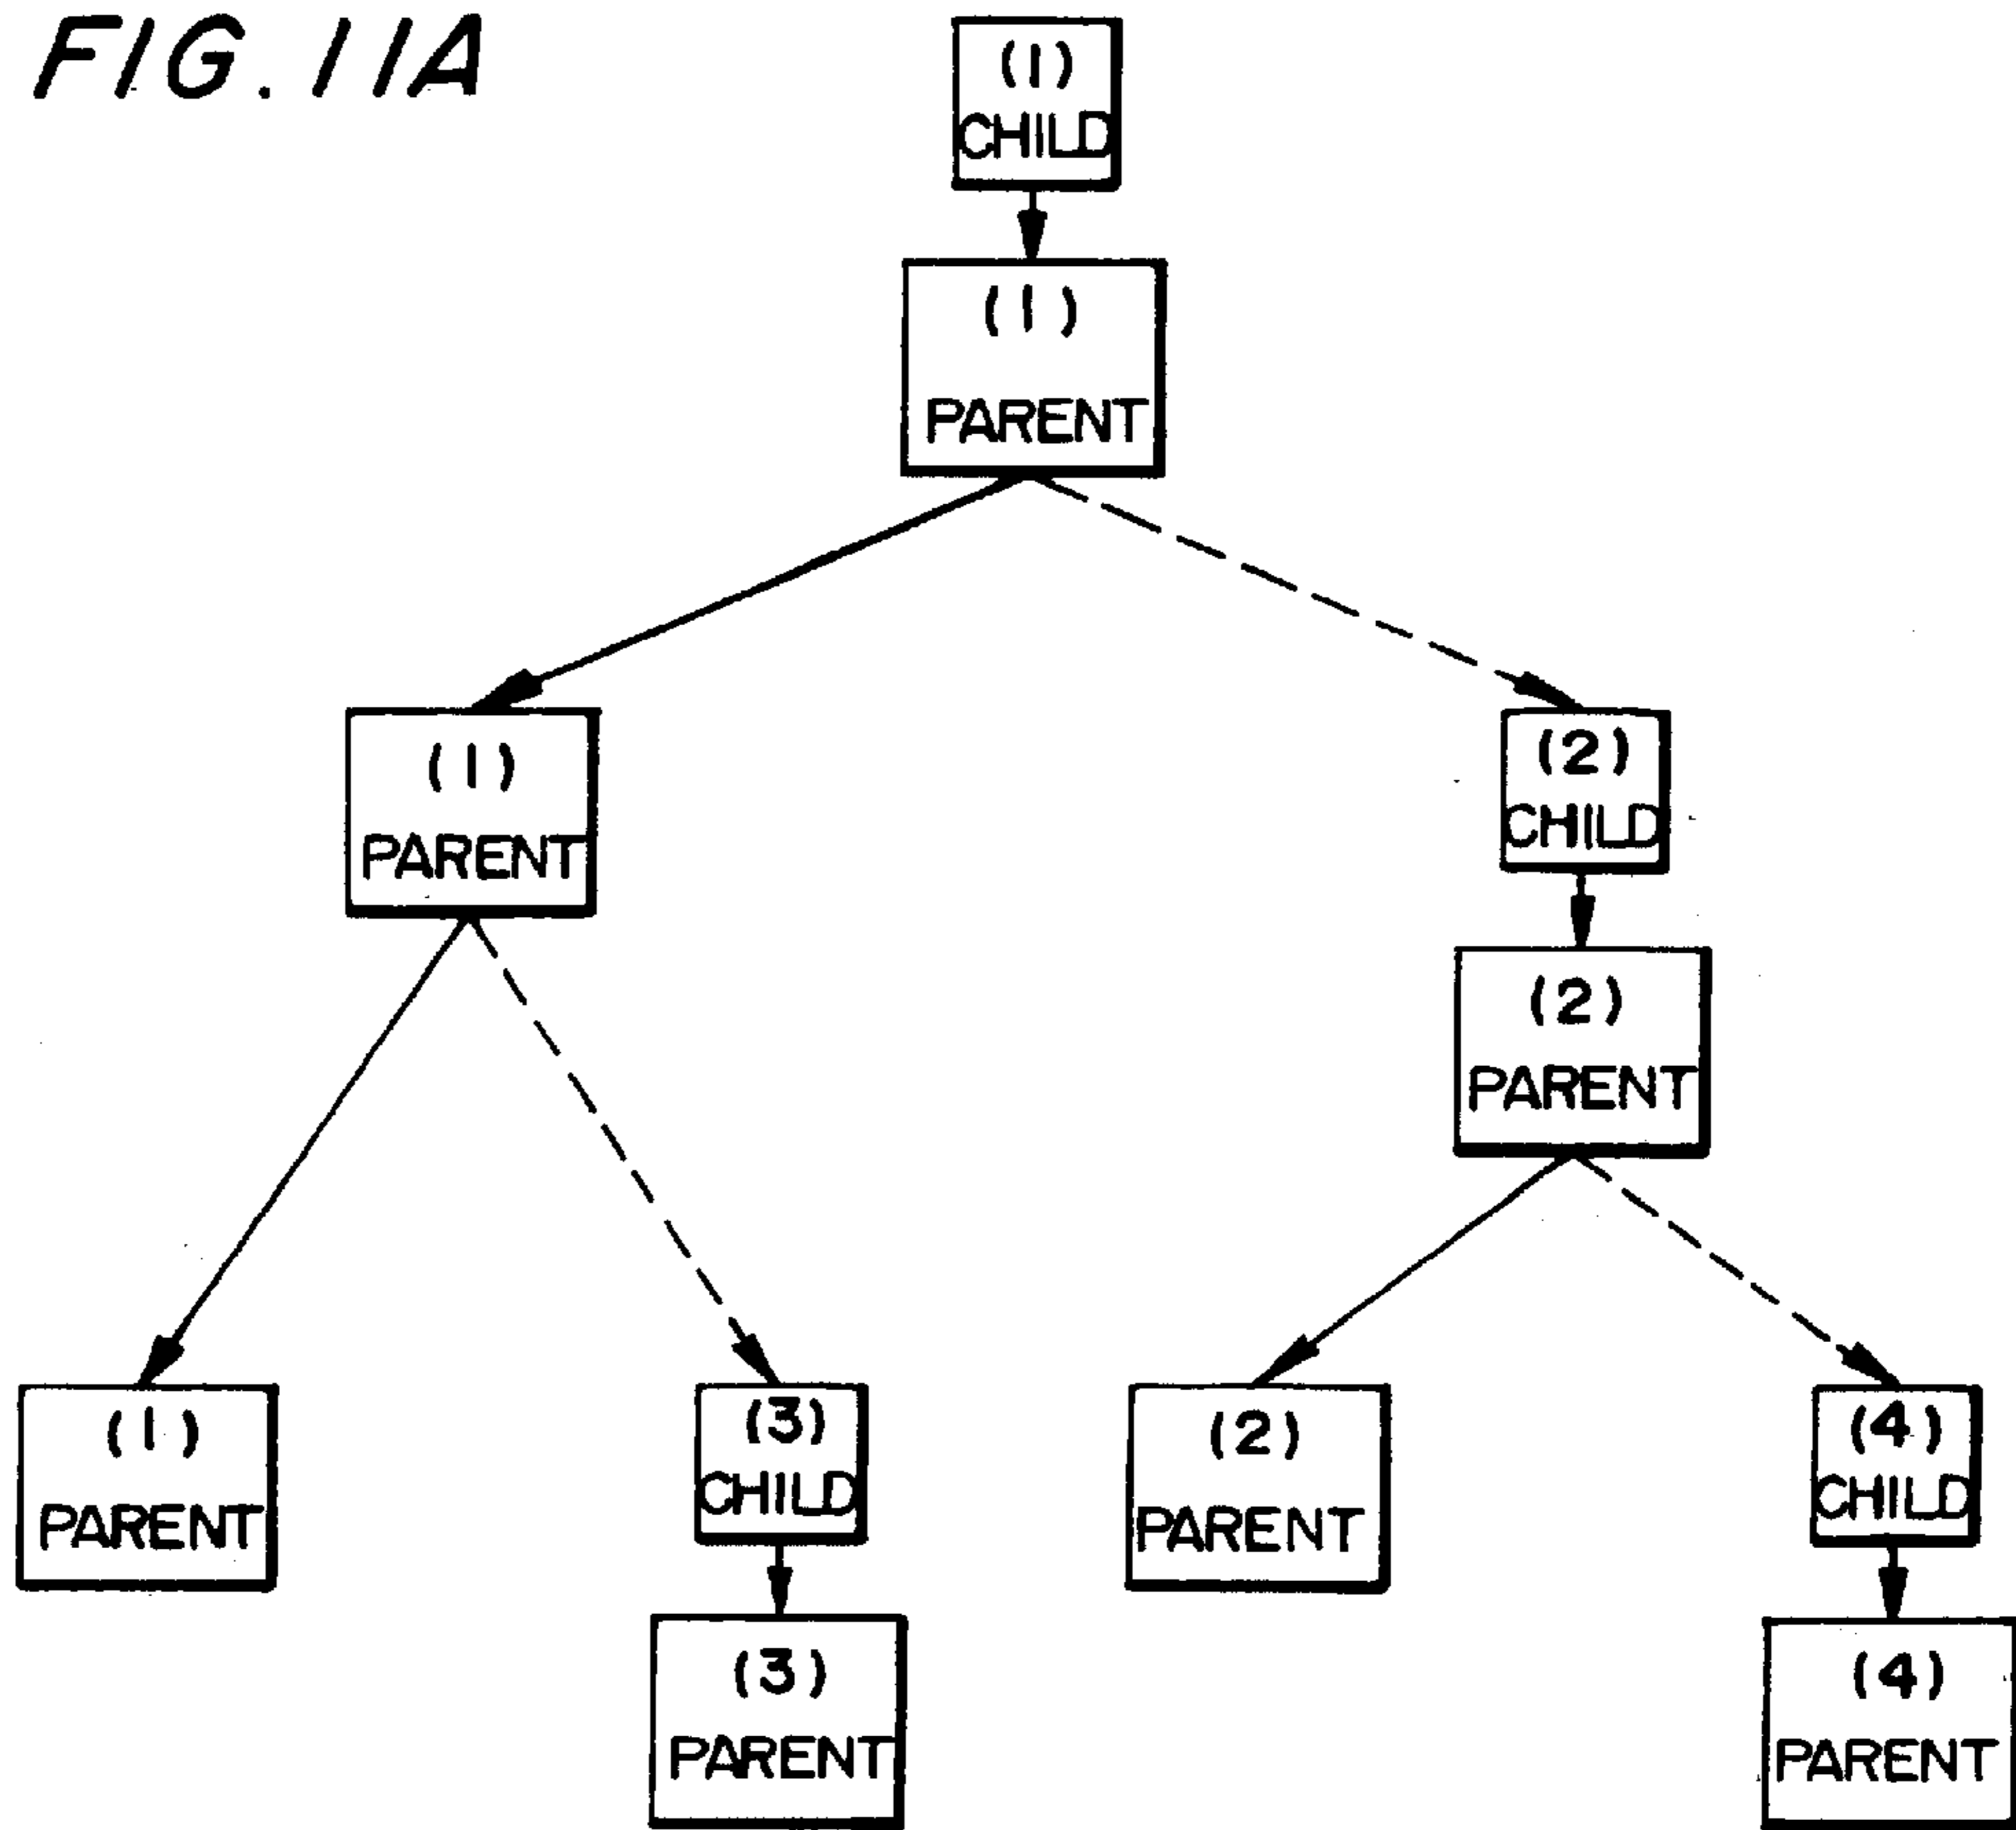 FIG. 11A
(1)
CHILD
(1)
PARENT
(1)
PARENT
(2)
CHILD
(2)
PARENT
(1)
PARENT
(3)
CHILD
(2)
PARENT
(4)
CHILD
(3)
PARENT
(4)
PARENT